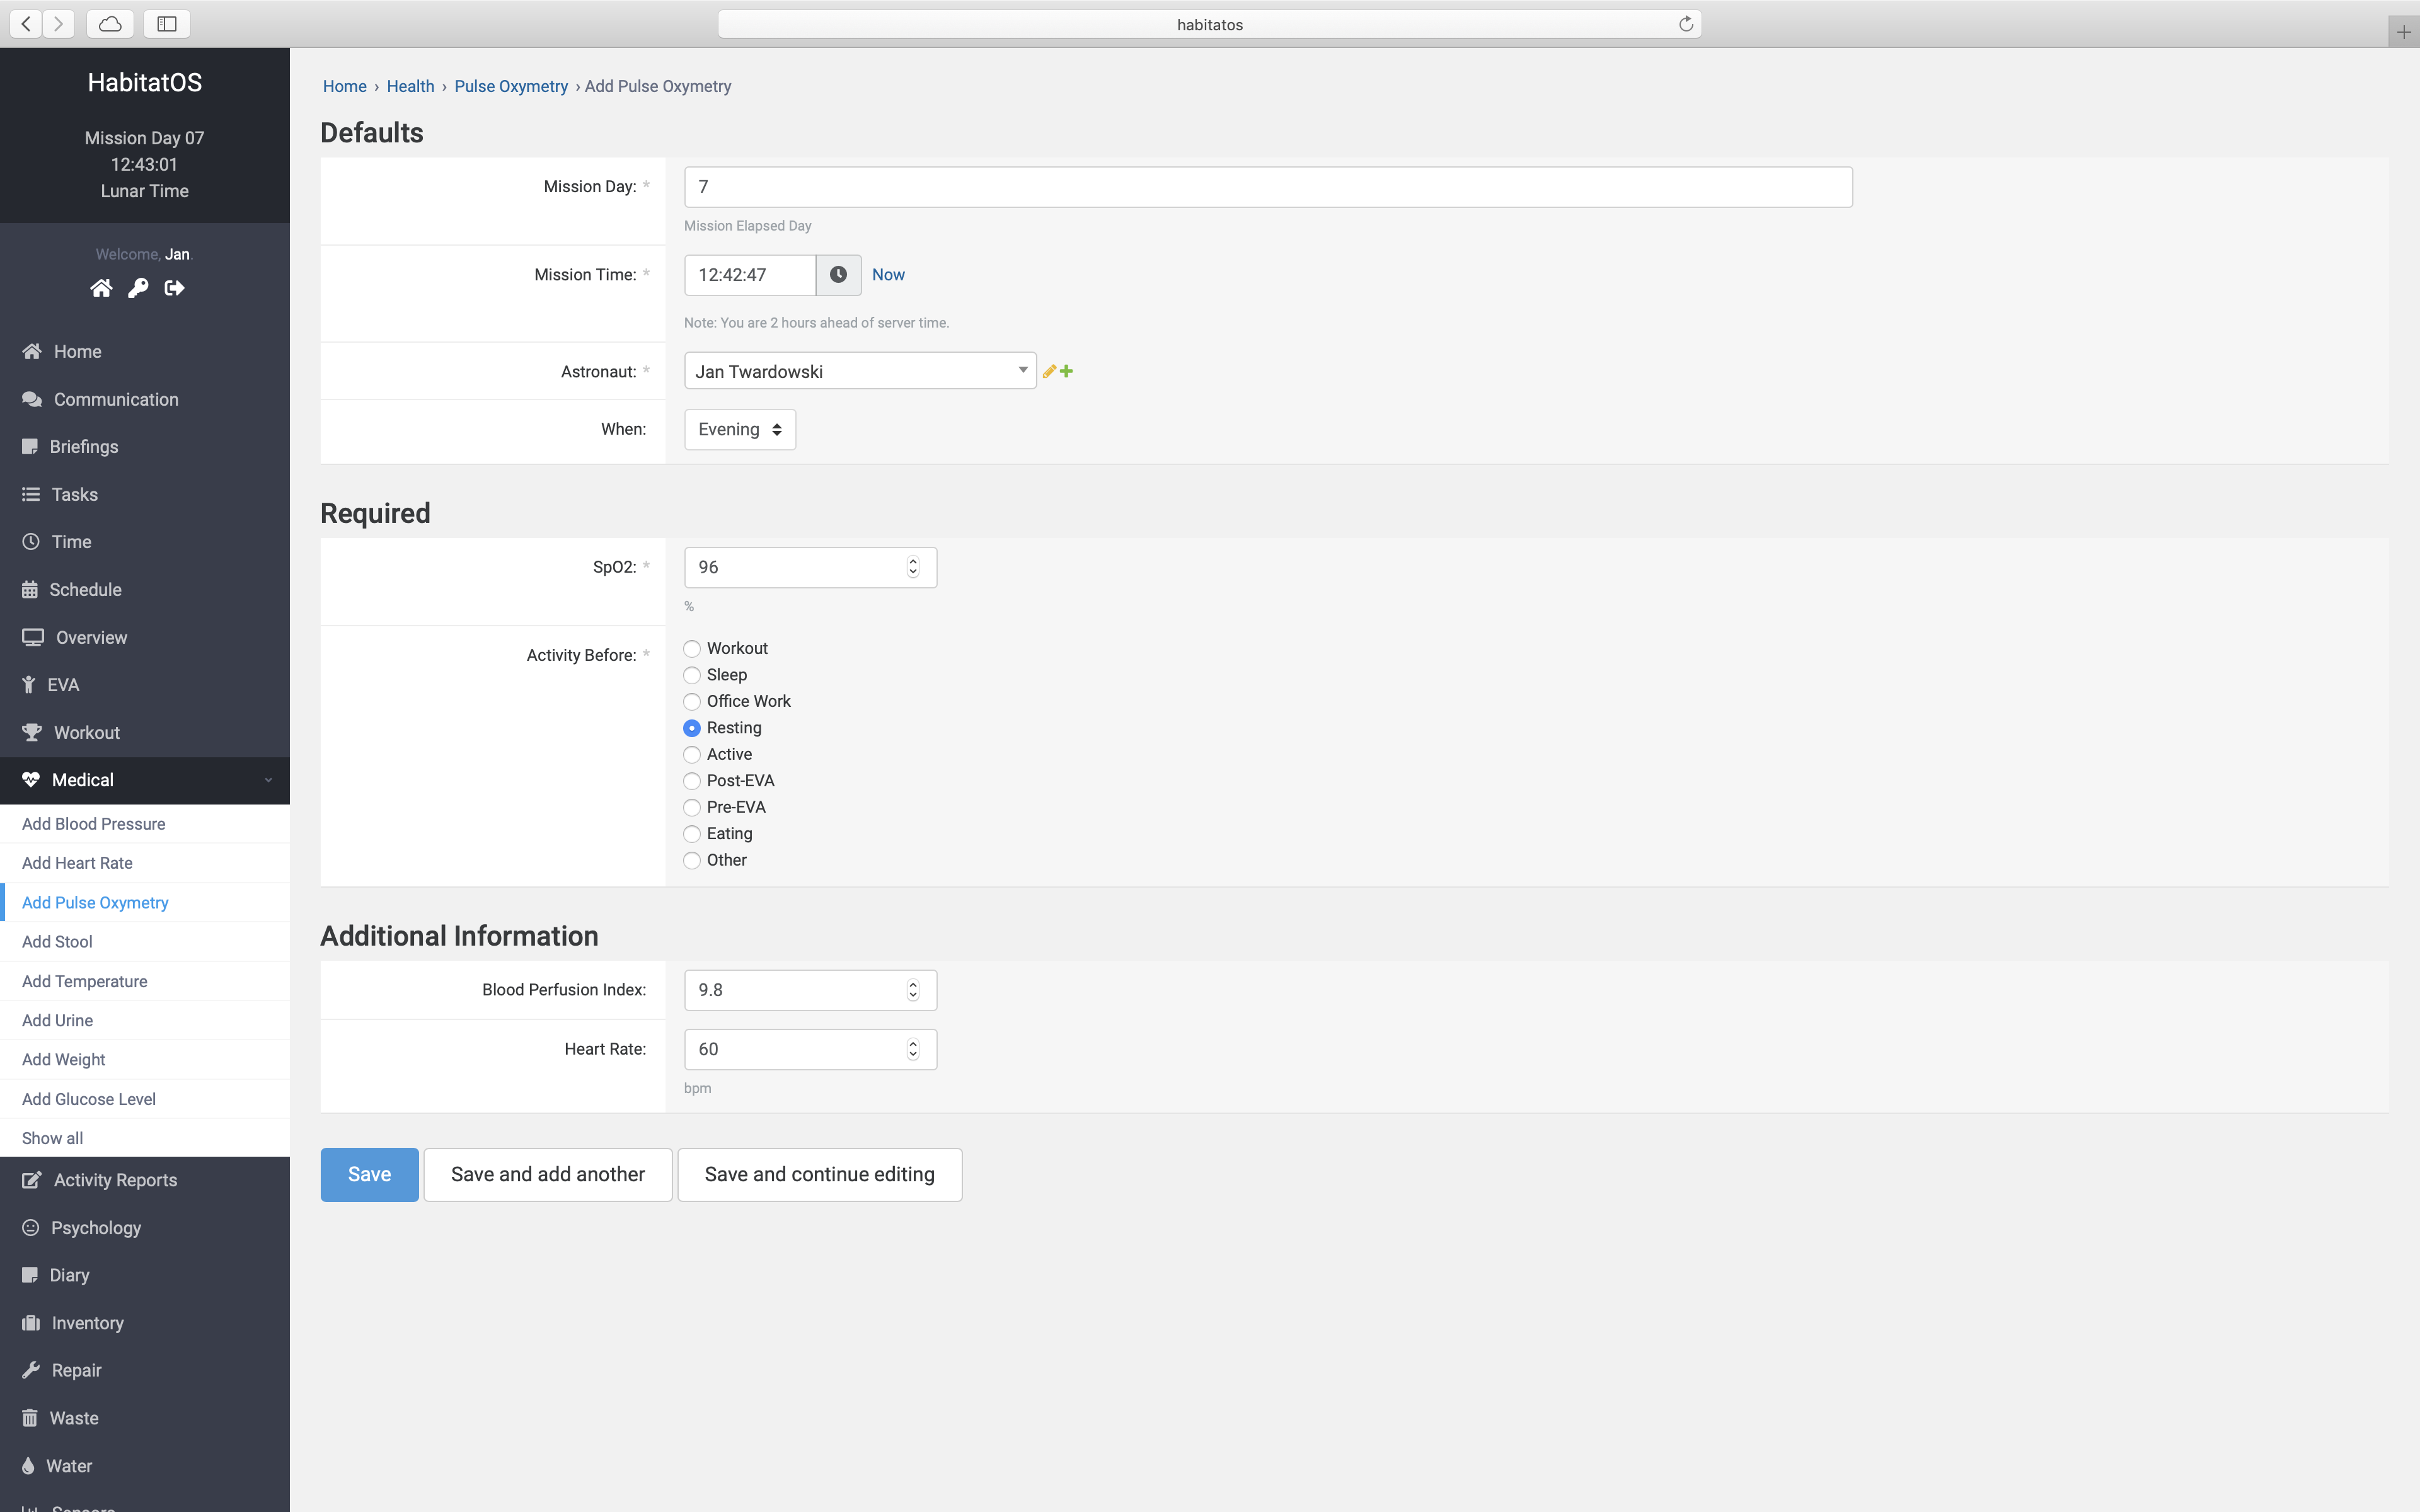 habitatos
HabitatOS
Mission Day 07
12:43:01
Lunar Time
Welcome, Jan.
Home
Communication
Briefings
Tasks
Time
Schedule
Overview
EVA
Workout
Medical
Add Blood Pressure
Add Heart Rate
Add Pulse Oxymetry
Add Stool
Add Temperature
Add Urine
Add Weight
Add Glucose Level
Show all
Activity Reports
Psychology
Diary
Inventory
Repair
Waste
Water
Home › Health › Pulse Oxymetry › Add Pulse Oxymetry
Defaults
Mission Day: * 7
Mission Elapsed Day
Mission Time: * 12:42:47 Now
Note: You are 2 hours ahead of server time.
Astronaut: * Jan Twardowski
When: Evening
Required
SpO2: * 96
%
Activity Before: *
Workout
Sleep
Office Work
Resting
Active
Post-EVA
Pre-EVA
Eating
Other
Additional Information
Blood Perfusion Index: 9.8
Heart Rate: 60
bpm
Save Save and add another Save and continue editing